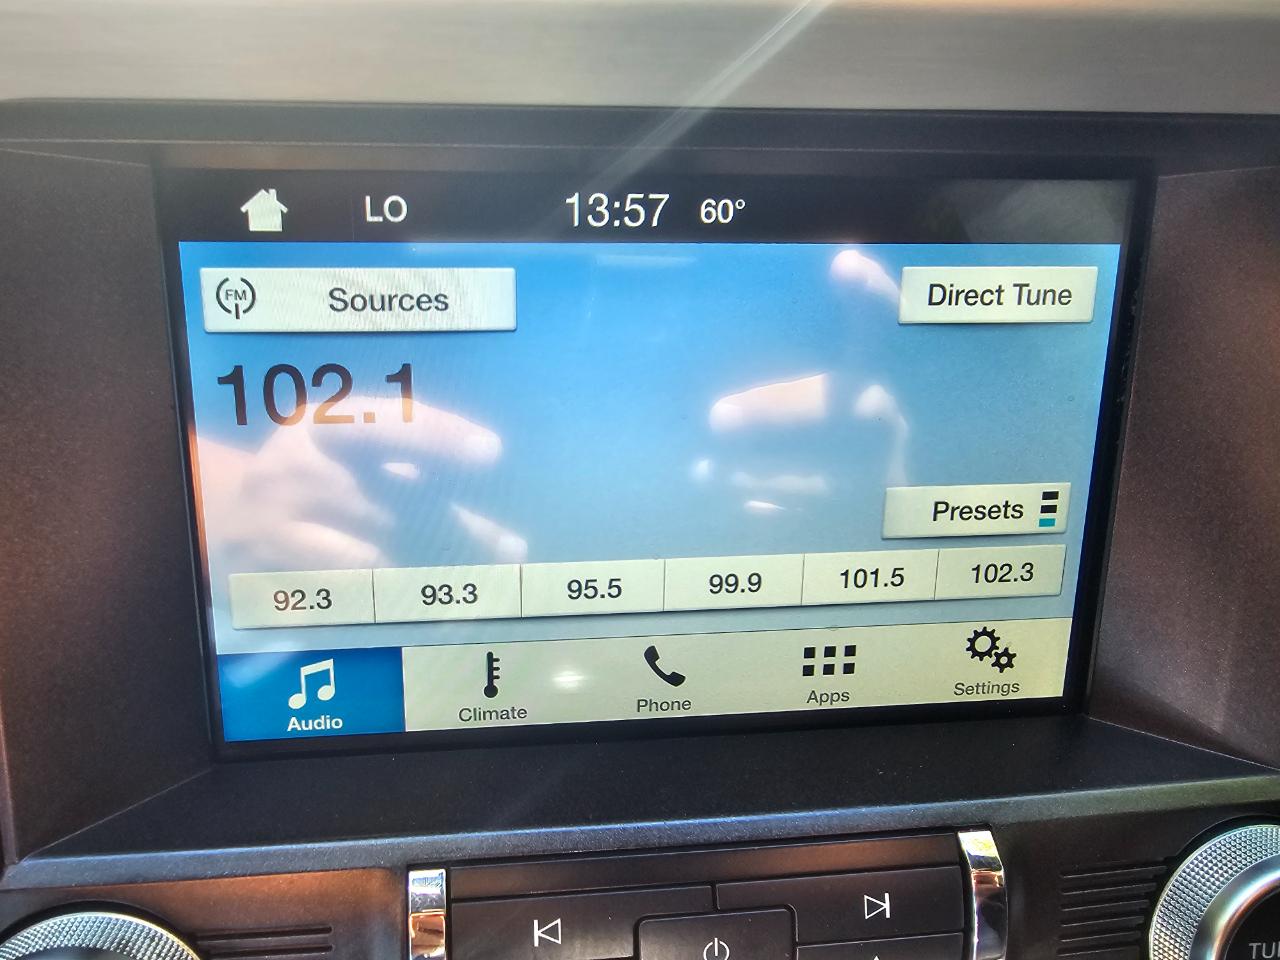 LO 13:57 60°
FM Sources Direct Tune
102.1
Presets
92.3 93.3 95.5 99.9 101.5 102.3
Audio Climate Phone Apps Settings